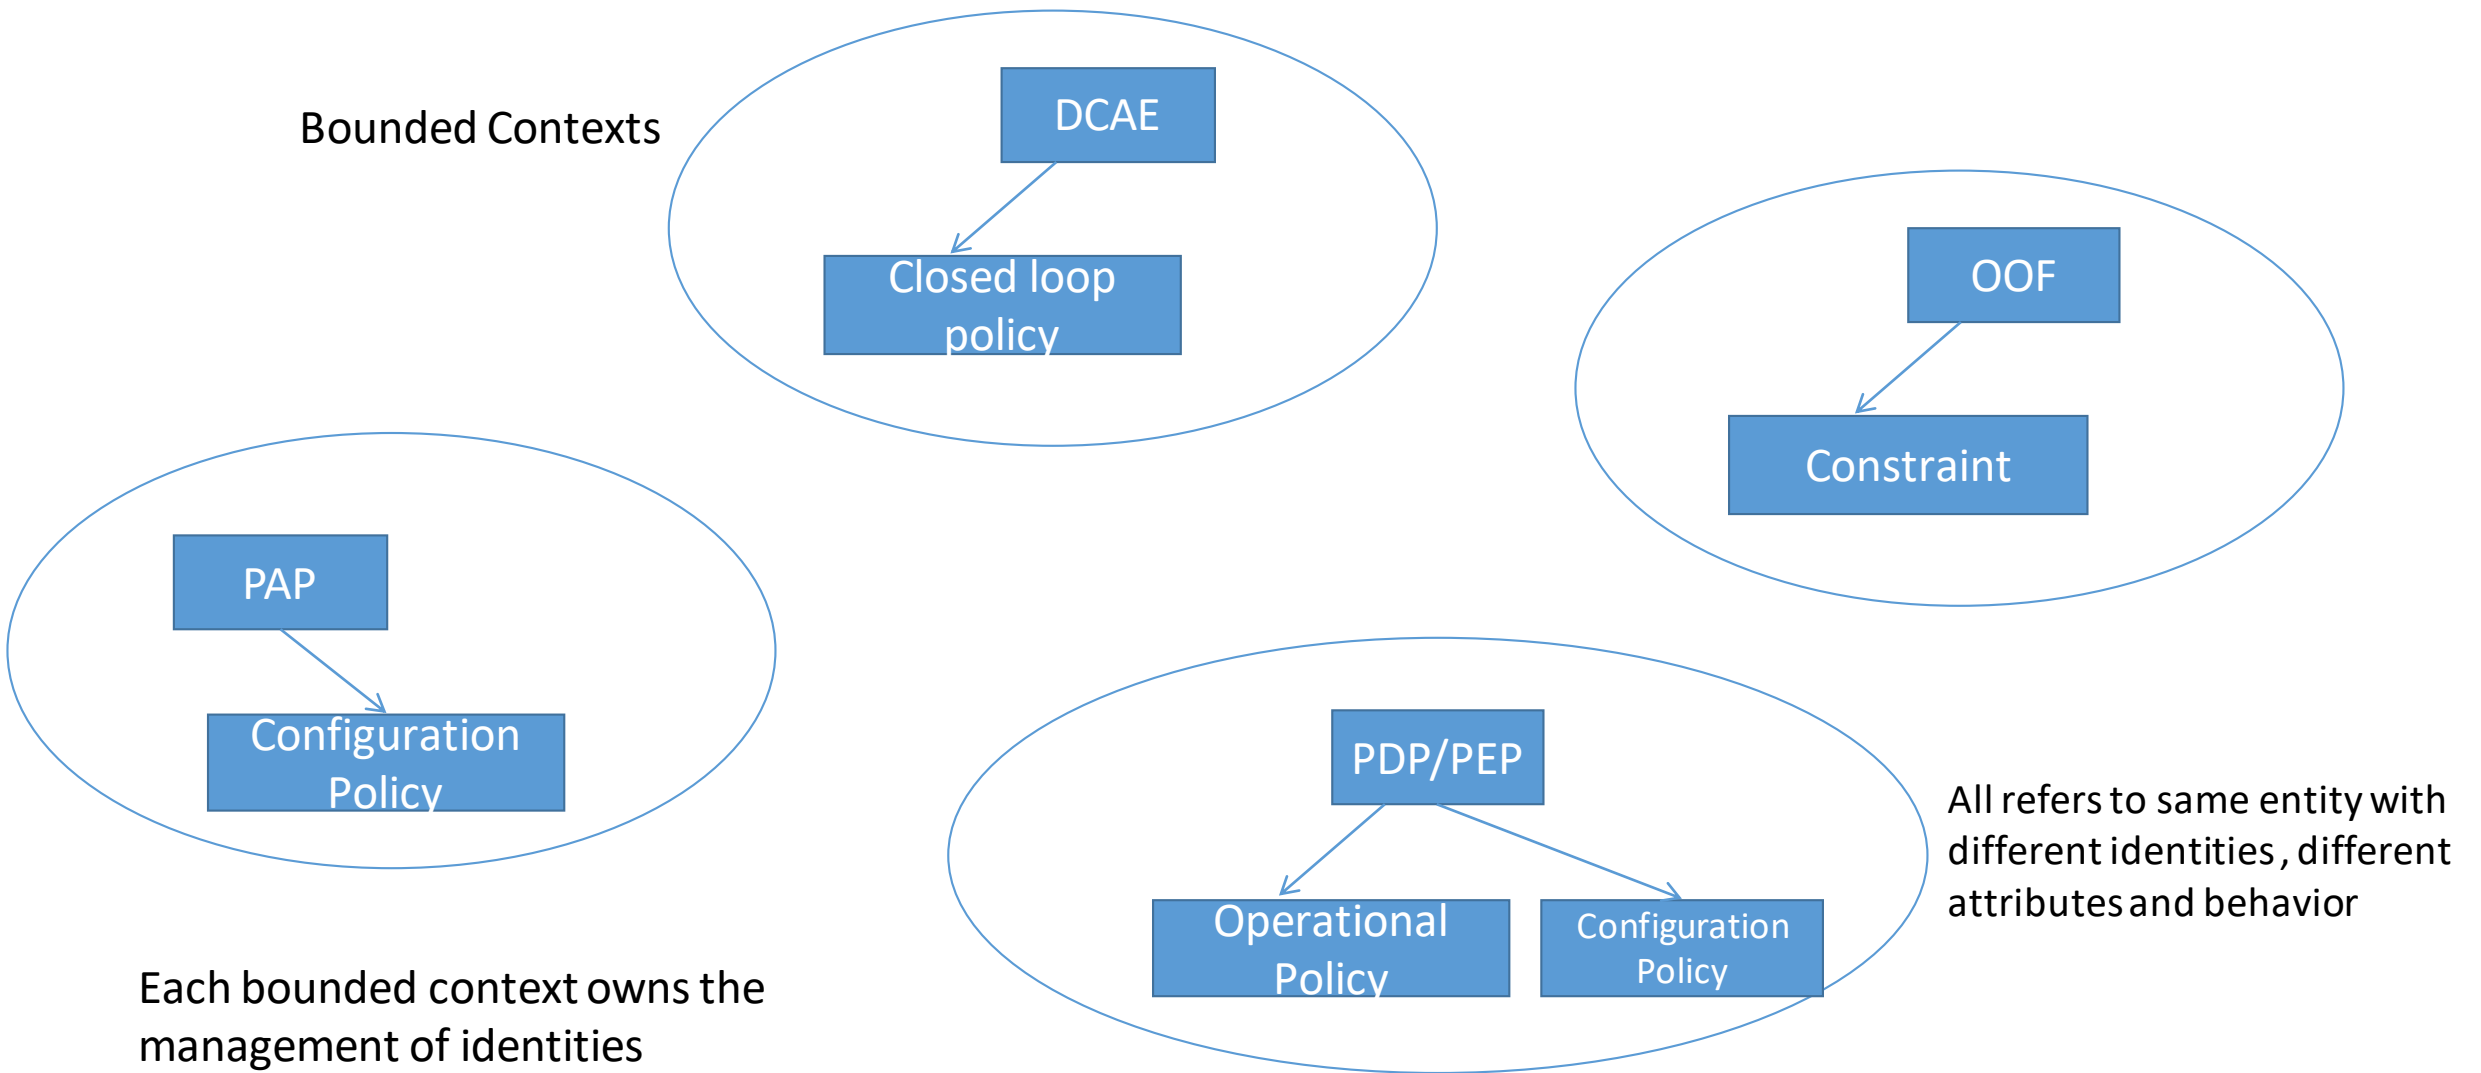 Bounded Contexts
DCAE
Closed loop
policy
OOF
Constraint
PAP
Configuration
Policy
PDP/PEP
Operational
Policy
Configuration
Policy
All refers to same entity with
different identities, different
attributes and behavior
Each bounded context owns the
management of identities